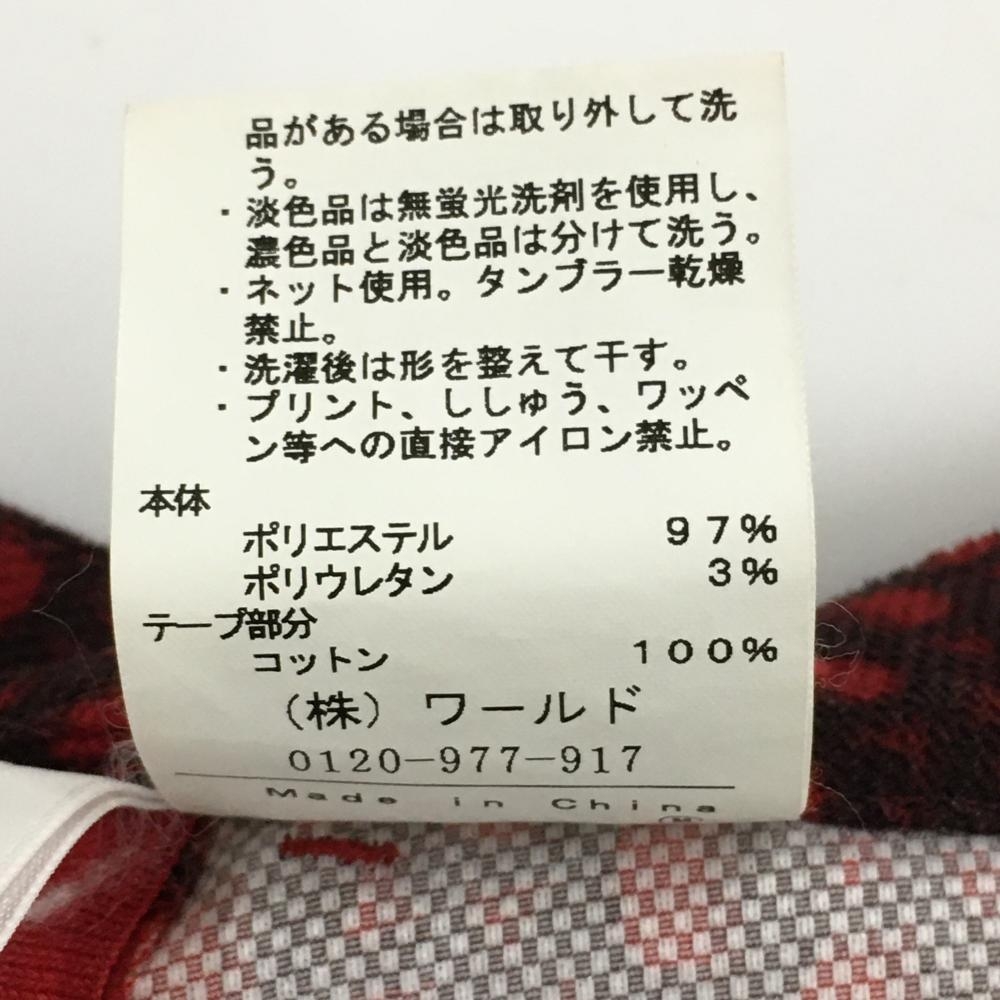 品がある場合は取り外して洗
う。
・淡色品は無蛍光洗剤を使用し、
濃色品と淡色品は分けて洗う。
・ネット使用。タンブラー乾燥
禁止。
・洗濯後は形を整えて干す。
・プリント、ししゅう、ワッペ
ン等への直接アイロン禁止。
本体
ポリエステル 97%
ポリウレタン 3%
テープ部分
コットン 100%
(株) ワールド
0120-977-917
Made in China
(M)